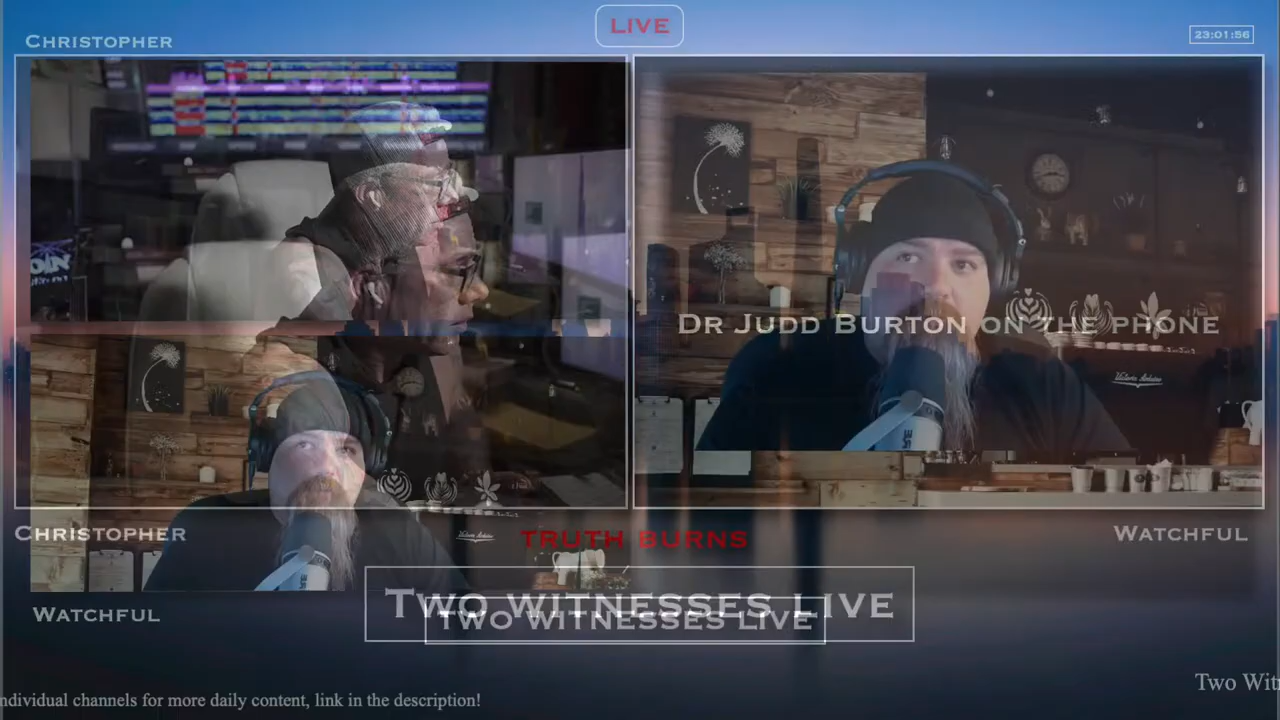 LIVE
CHRISTOPHER
23:01:56
DR JUDD BURTON ON THE PHONE
CHRISTOPHER
TRUTH BURNS
WATCHFUL
TWO WITNESSES LIVE
TWO WITNESSES LIVE
WATCHFUL
Two Wit
ndividual channels for more daily content, link in the description!